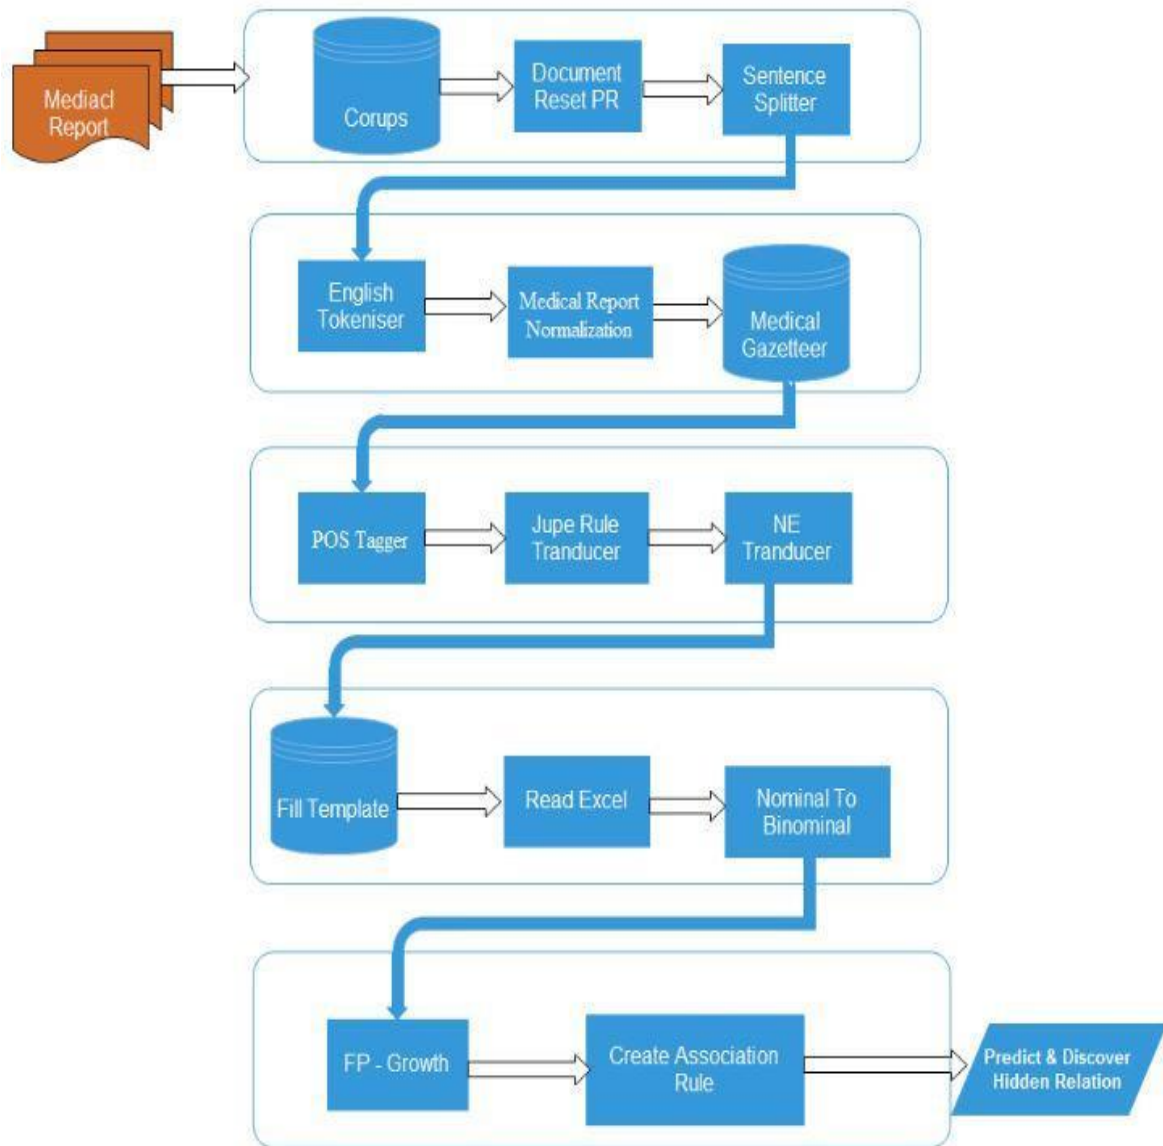 Mediacl
Report
Corups
Document
Reset PR
Sentence
Splitter
English
Tokeniser
Medical Report
Normalization
Medical
Gazetteer
POS Tagger
Jupe Rule
Tranducer
NE
Tranducer
Fill Template
Read Excel
Nominal To
Binominal
FP - Growth
Create Association
Rule
Predict & Discover
Hidden Relation